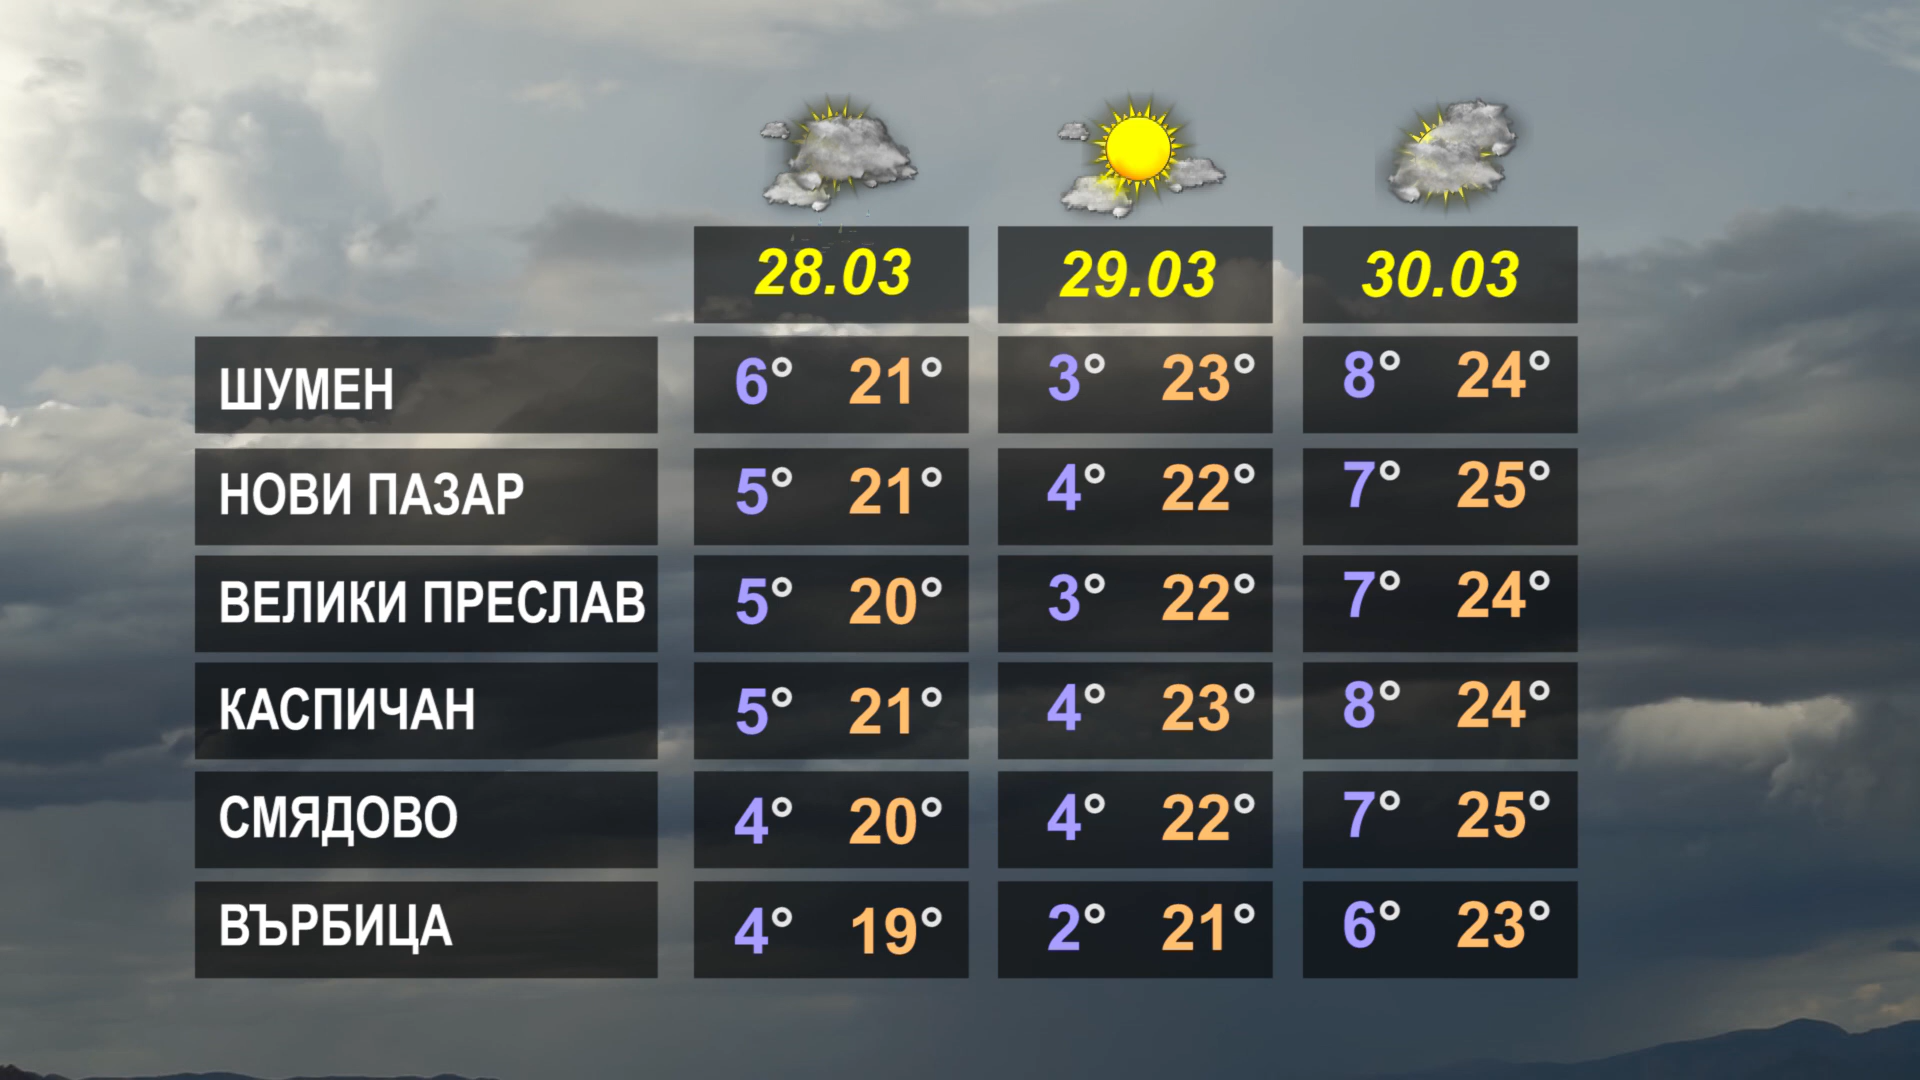 28.03 29.03 30.03
ШУМЕН 6° 21° 3° 23° 8° 24°
НОВИ ПАЗАР 5° 21° 4° 22° 7° 25°
ВЕЛИКИ ПРЕСЛАВ 5° 20° 3° 22° 7° 24°
КАСПИЧАН 5° 21° 4° 23° 8° 24°
СМЯДОВО 4° 20° 4° 22° 7° 25°
ВЪРБИЦА 4° 19° 2° 21° 6° 23°